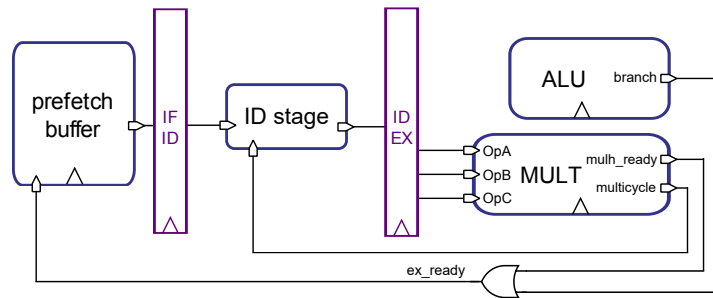 prefetch
buffer
IF
ID
ID stage
ID
EX
ALU
branch
OpA
OpB
OpC
MULT
mulh_ready
multicycle
ex_ready